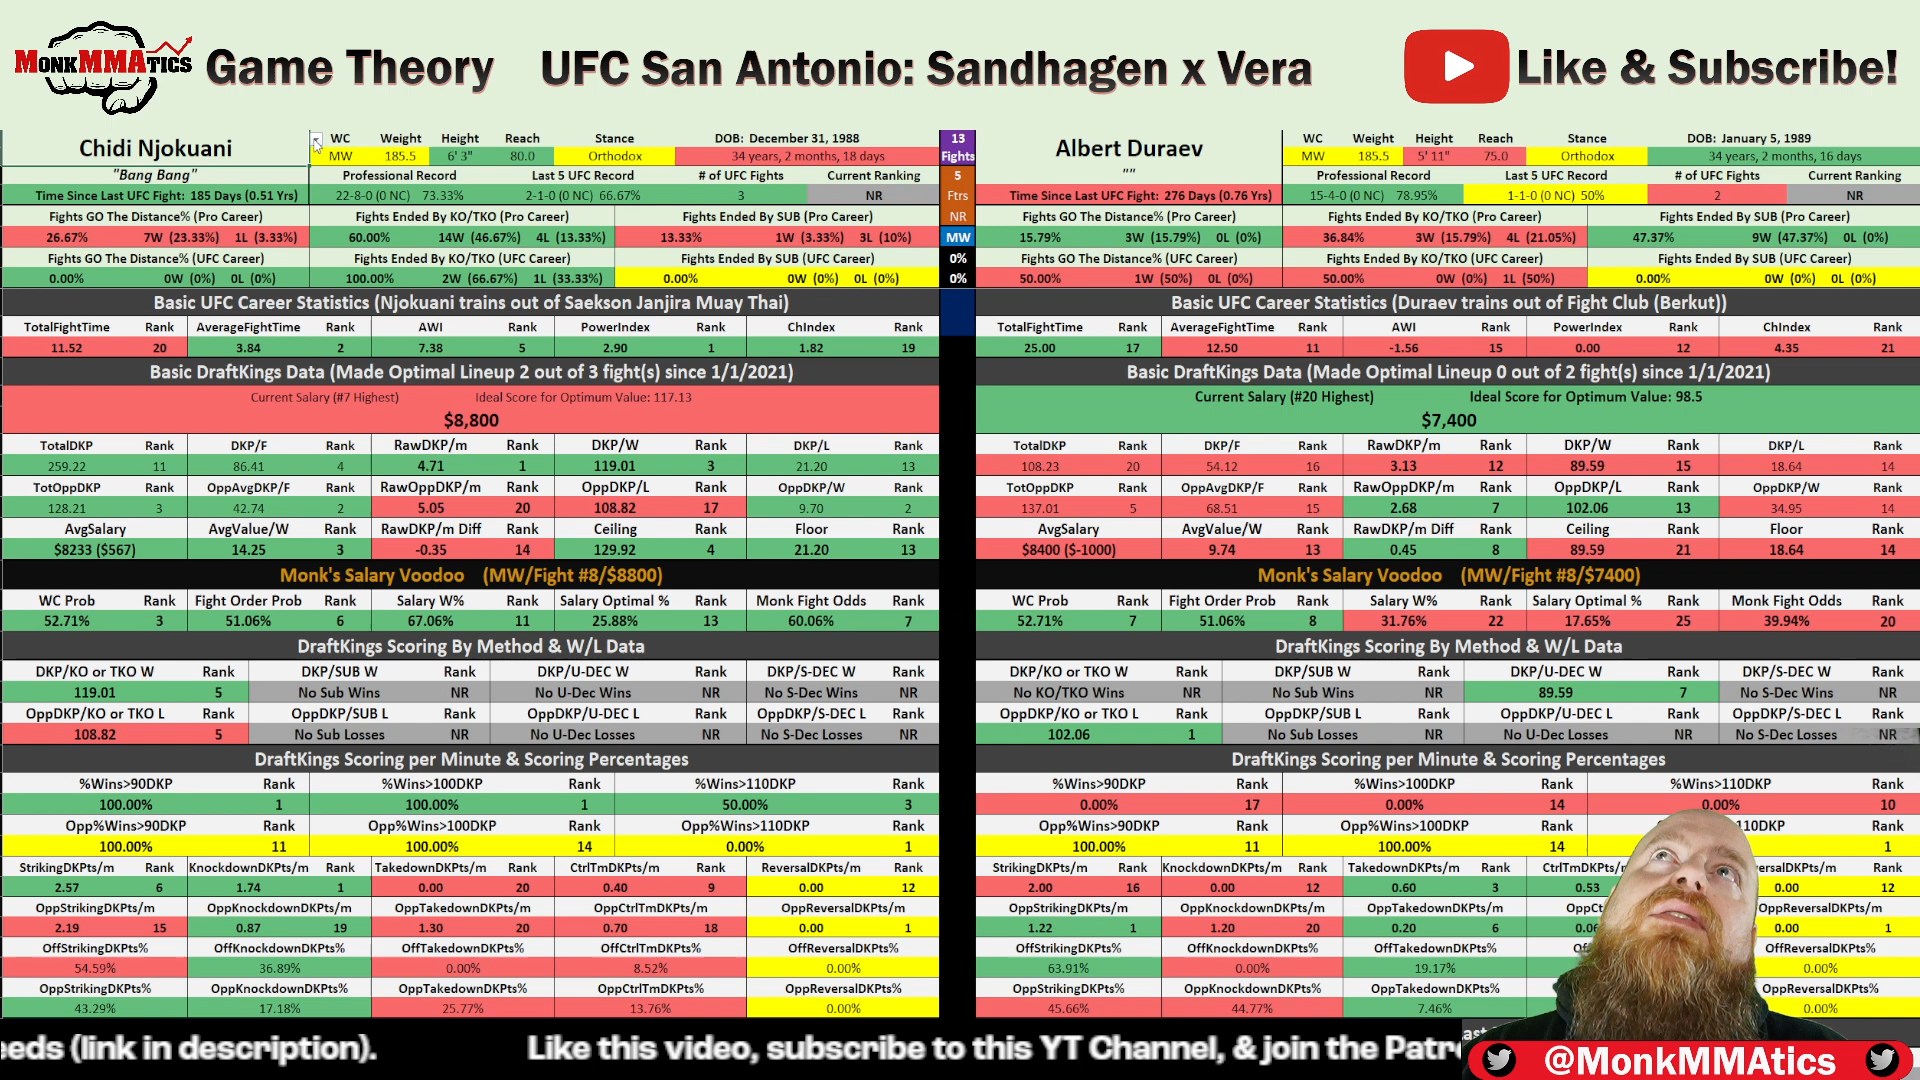 MONKMMATICS Game Theory UFC San Antonio: Sandhagen x Vera Like & Subscribe!
Chidi Njokuani WC Weight Height Reach Stance DOB: December 31, 1988
MW 185.5 6' 3" 80.0 Orthodox 34 years, 2 months, 18 days
"Bang Bang" Professional Record Last 5 UFC Record # of UFC Fights Current Ranking
Time Since Last UFC Fight: 185 Days (0.51 Yrs) 22-8-0 (0 NC) 73.33% 2-1-0 (0 NC) 66.67% 3 NR
Fights GO The Distance% (Pro Career) Fights Ended By KO/TKO (Pro Career) Fights Ended By SUB (Pro Career)
26.67% 7W (23.33%) 1L (3.33%) 60.00% 14W (46.67%) 4L (13.33%) 13.33% 1W (3.33%) 3L (10%)
Fights GO The Distance% (UFC Career) Fights Ended By KO/TKO (UFC Career) Fights Ended By SUB (UFC Career)
0.00% 0W (0%) 0L (0%) 100.00% 2W (66.67%) 1L (33.33%) 0.00% 0W (0%) 0L (0%)
Basic UFC Career Statistics (Njokuani trains out of Saekson Janjira Muay Thai)
TotalFightTime Rank AverageFightTime Rank AWI Rank PowerIndex Rank ChIndex Rank
11.52 20 3.84 2 7.38 5 2.90 1 1.82 19
Basic DraftKings Data (Made Optimal Lineup 2 out of 3 fight(s) since 1/1/2021)
Current Salary (#7 Highest) Ideal Score for Optimum Value: 117.13
$8,800
TotalDKP Rank DKP/F Rank RawDKP/m Rank DKP/W Rank DKP/L Rank
259.22 11 86.41 4 4.71 1 119.01 3 21.20 13
TotOppDKP Rank OppAvgDKP/F Rank RawOppDKP/m Rank OppDKP/L Rank OppDKP/W Rank
128.21 3 42.74 2 5.05 20 108.82 17 9.70 2
AvgSalary AvgValue/W Rank RawDKP/m Diff Rank Ceiling Rank Floor Rank
$8233 ($567) 14.25 3 -0.35 14 129.92 4 21.20 13
Monk's Salary Voodoo (MW/Fight #8/$8800)
WC Prob Rank Fight Order Prob Rank Salary W% Rank Salary Optimal % Rank Monk Fight Odds Rank
52.71% 3 51.06% 6 67.06% 11 25.88% 13 60.06% 7
DraftKings Scoring By Method & W/L Data
DKP/KO or TKO W Rank DKP/SUB W Rank DKP/U-DEC W Rank DKP/S-DEC W Rank
119.01 5 No Sub Wins NR No U-Dec Wins NR No S-Dec Wins NR
OppDKP/KO or TKO L Rank OppDKP/SUB L Rank OppDKP/U-DEC L Rank OppDKP/S-DEC L Rank
108.82 5 No Sub Losses NR No U-Dec Losses NR No S-Dec Losses NR
DraftKings Scoring per Minute & Scoring Percentages
%Wins>90DKP Rank %Wins>100DKP Rank %Wins>110DKP Rank
100.00% 1 100.00% 1 50.00% 3
Opp%Wins>90DKP Rank Opp%Wins>100DKP Rank Opp%Wins>110DKP Rank
100.00% 11 100.00% 14 0.00% 1
StrikingDKPts/m Rank KnockdownDKPts/m Rank TakedownDKPts/m Rank CtrlTmDKPts/m Rank ReversalDKPts/m Rank
2.57 6 1.74 1 0.00 20 0.40 9 0.00 12
OppStrikingDKPts/m OppKnockdownDKPts/m OppTakedownDKPts/m OppCtrlTmDKPts/m OppReversalDKPts/m
2.19 15 0.87 19 1.30 20 0.70 18 0.00 1
OffStrikingDKPts% OffKnockdownDKPts% OffTakedownDKPts% OffCtrlTmDKPts% OffReversalDKPts%
54.59% 36.89% 0.00% 8.52% 0.00%
OppStrikingDKPts% OppKnockdownDKPts% OppTakedownDKPts% OppCtrlTmDKPts% OppReversalDKPts%
43.29% 17.18% 25.77% 13.76% 0.00%
13
Fights
5
Ftrs
NR
MW
0%
0%
Albert Duraev WC Weight Height Reach Stance DOB: January 5, 1989
MW 185.5 5' 11" 75.0 Orthodox 34 years, 2 months, 16 days
"" Professional Record Last 5 UFC Record # of UFC Fights Current Ranking
Time Since Last UFC Fight: 276 Days (0.76 Yrs) 15-4-0 (0 NC) 78.95% 1-1-0 (0 NC) 50% 2 NR
Fights GO The Distance% (Pro Career) Fights Ended By KO/TKO (Pro Career) Fights Ended By SUB (Pro Career)
15.79% 3W (15.79%) 0L (0%) 36.84% 3W (15.79%) 4L (21.05%) 47.37% 9W (47.37%) 0L (0%)
Fights GO The Distance% (UFC Career) Fights Ended By KO/TKO (UFC Career) Fights Ended By SUB (UFC Career)
50.00% 1W (50%) 0L (0%) 50.00% 0W (0%) 1L (50%) 0.00% 0W (0%) 0L (0%)
Basic UFC Career Statistics (Duraev trains out of Fight Club (Berkut))
TotalFightTime Rank AverageFightTime Rank AWI Rank PowerIndex Rank ChIndex Rank
25.00 17 12.50 11 -1.56 15 0.00 12 4.35 21
Basic DraftKings Data (Made Optimal Lineup 0 out of 2 fight(s) since 1/1/2021)
Current Salary (#20 Highest) Ideal Score for Optimum Value: 98.5
$7,400
TotalDKP Rank DKP/F Rank RawDKP/m Rank DKP/W Rank DKP/L Rank
108.23 20 54.12 16 3.13 12 89.59 15 18.64 14
TotOppDKP Rank OppAvgDKP/F Rank RawOppDKP/m Rank OppDKP/L Rank OppDKP/W Rank
137.01 5 68.51 15 2.68 7 102.06 13 34.95 14
AvgSalary AvgValue/W Rank RawDKP/m Diff Rank Ceiling Rank Floor Rank
$8400 ($-1000) 9.74 13 0.45 8 89.59 21 18.64 14
Monk's Salary Voodoo (MW/Fight #8/$7400)
WC Prob Rank Fight Order Prob Rank Salary W% Rank Salary Optimal % Rank Monk Fight Odds Rank
52.71% 7 51.06% 8 31.76% 22 17.65% 25 39.94% 20
DraftKings Scoring By Method & W/L Data
DKP/KO or TKO W Rank DKP/SUB W Rank DKP/U-DEC W Rank DKP/S-DEC W Rank
No KO/TKO Wins NR No Sub Wins NR 89.59 7 No S-Dec Wins NR
OppDKP/KO or TKO L Rank OppDKP/SUB L Rank OppDKP/U-DEC L Rank OppDKP/S-DEC L Rank
102.06 1 No Sub Losses NR No U-Dec Losses NR No S-Dec Losses NR
DraftKings Scoring per Minute & Scoring Percentages
%Wins>90DKP Rank %Wins>100DKP Rank %Wins>110DKP Rank
0.00% 17 0.00% 14 0.00% 10
Opp%Wins>90DKP Rank Opp%Wins>100DKP Rank 110DKP Rank
100.00% 11 100.00% 14 1
StrikingDKPts/m Rank KnockdownDKPts/m Rank TakedownDKPts/m Rank CtrlTmDKPts/ ersalDKPts/m Rank
2.00 16 0.00 12 0.60 3 0.53 0.00 12
OppStrikingDKPts/m OppKnockdownDKPts/m OppTakedownDKPts/m OppCt OppReversalDKPts/m
1.22 1 1.20 20 0.20 6 0.06 0.00 1
OffStrikingDKPts% OffKnockdownDKPts% OffTakedownDKPts% Of OffReversalDKPts%
63.91% 0.00% 19.17% 0.00%
OppStrikingDKPts% OppKnockdownDKPts% OppTakedownDKPts% OppReversalDKPts%
45.66% 44.77% 7.46% 0.00%
eeds (link in description). Like this video, subscribe to this YT Channel, & join the Patr
@MonkMMAtics